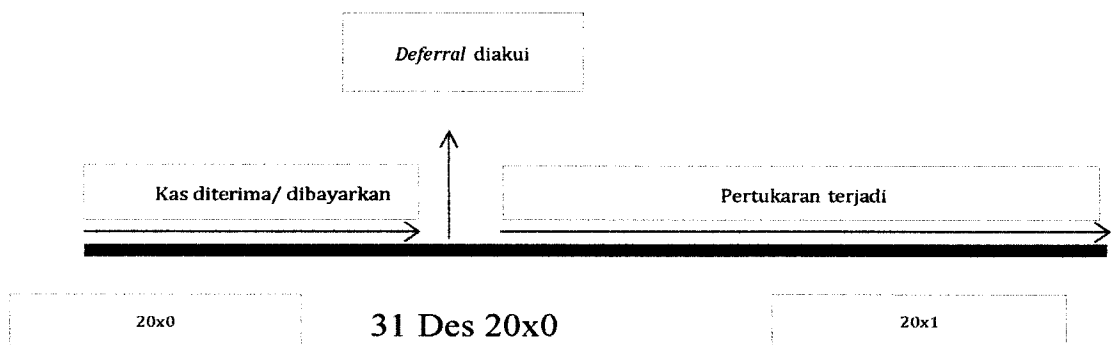 Deferral diakui
Kas diterima/ dibayarkan
Pertukaran terjadi
20x0
31 Des 20x0
20x1